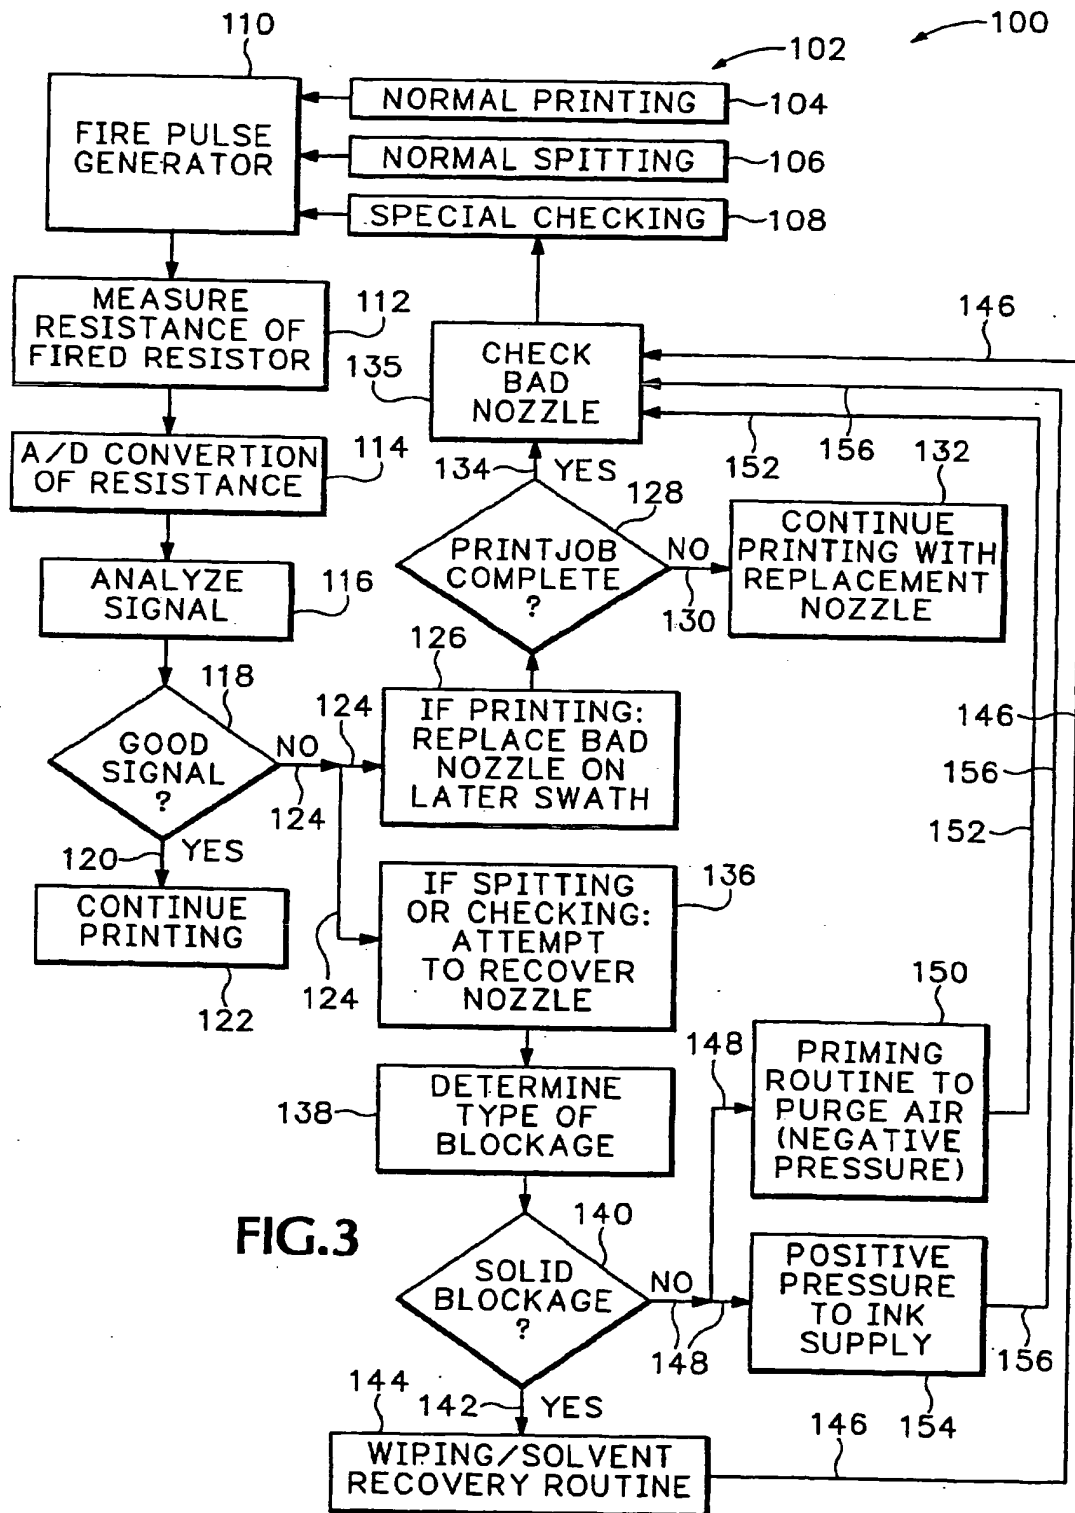 100
102
110
FIRE PULSE
GENERATOR
NORMAL PRINTING
104
NORMAL SPITTING
106
SPECIAL CHECKING
108
MEASURE
RESISTANCE OF
FIRED RESISTOR
112
146
CHECK
BAD
NOZZLE
135
156
152
A/D CONVERTION
OF RESISTANCE
114
134
YES
128
132
CONTINUE
PRINTING WITH
REPLACEMENT
NOZZLE
PRINTJOB
COMPLETE
?
NO
130
ANALYZE
SIGNAL
116
118
GOOD
SIGNAL
?
NO
124
124
126
IF PRINTING:
REPLACE BAD
NOZZLE ON
LATER SWATH
146
156
152
120
YES
CONTINUE
PRINTING
122
124
IF SPITTING
OR CHECKING:
ATTEMPT
TO RECOVER
NOZZLE
136
138
DETERMINE
TYPE OF
BLOCKAGE
148
150
PRIMING
ROUTINE TO
PURGE AIR
(NEGATIVE
PRESSURE)
FIG.3
140
SOLID
BLOCKAGE
?
NO
148
POSITIVE
PRESSURE
TO INK
SUPPLY
156
154
142
YES
144
WIPING/SOLVENT
RECOVERY ROUTINE
146